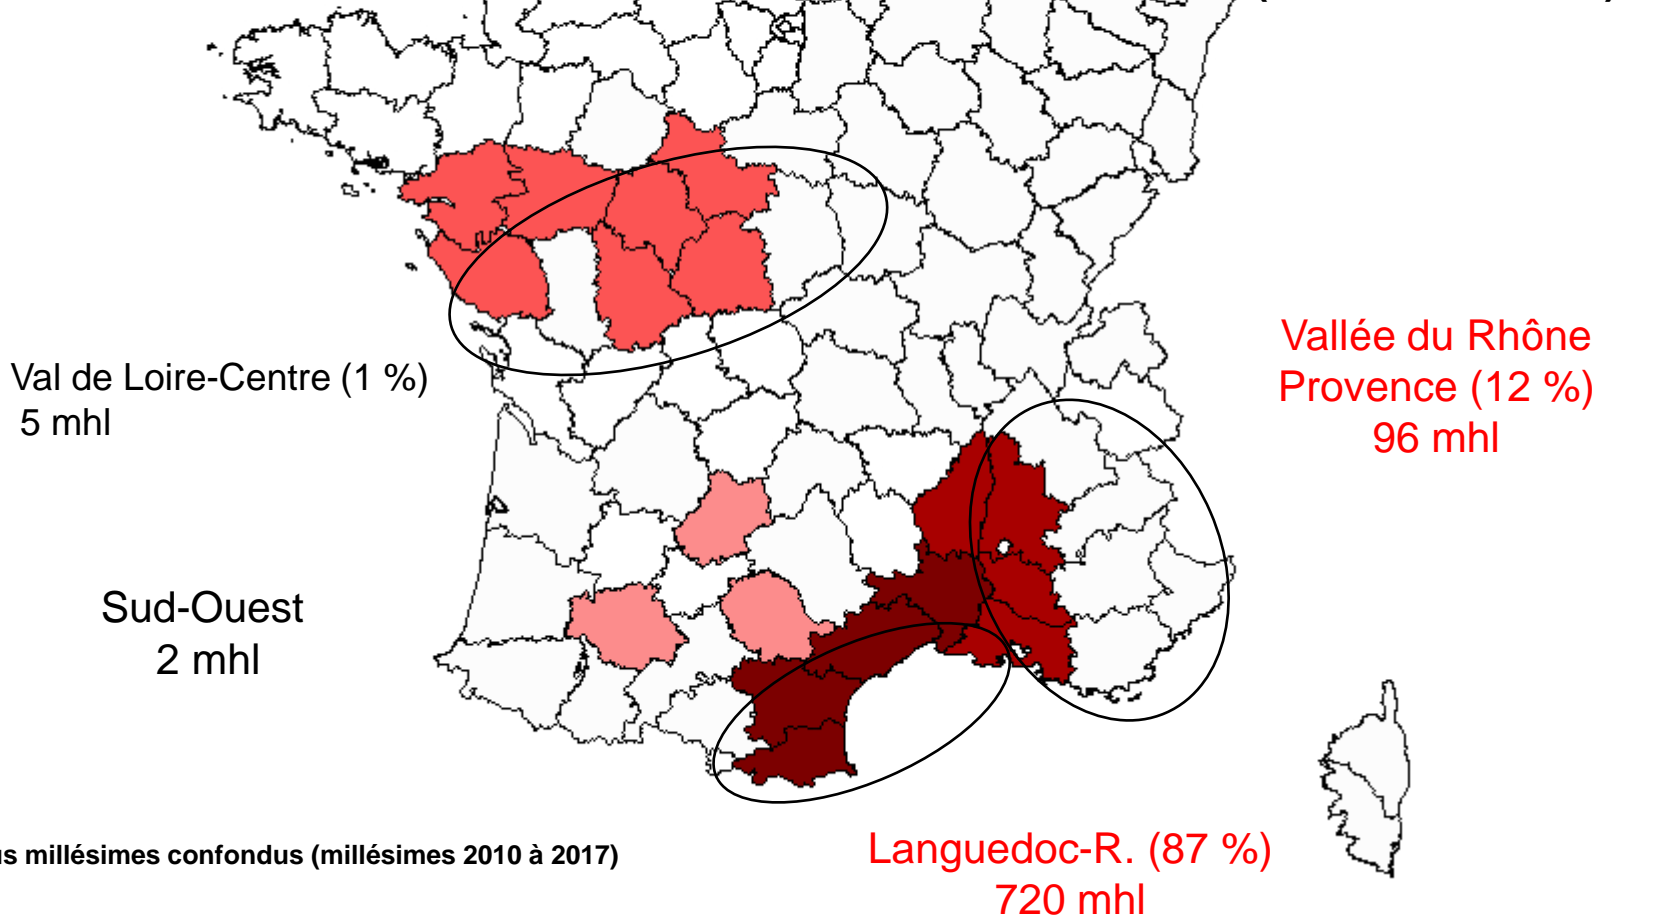 Val de Loire-Centre (1 %)
5 mhl
Vallée du Rhône
Provence (12 %)
96 mhl
Sud-Ouest
2 mhl
millésimes confondus (millésimes 2010 à 2017)
Languedoc-R. (87 %)
720 mhl